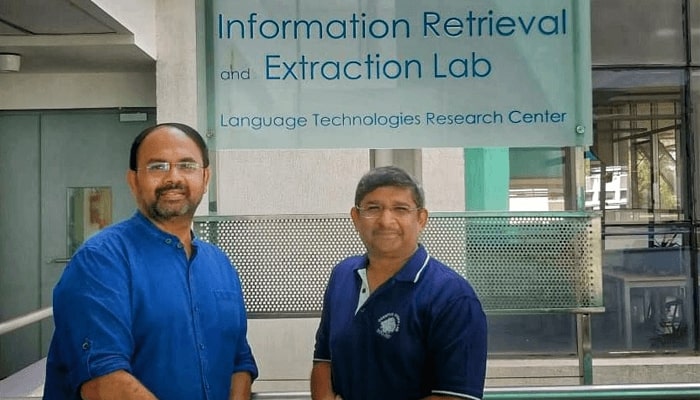 Information Retrieval
and Extraction Lab
Language Technologies Research Center